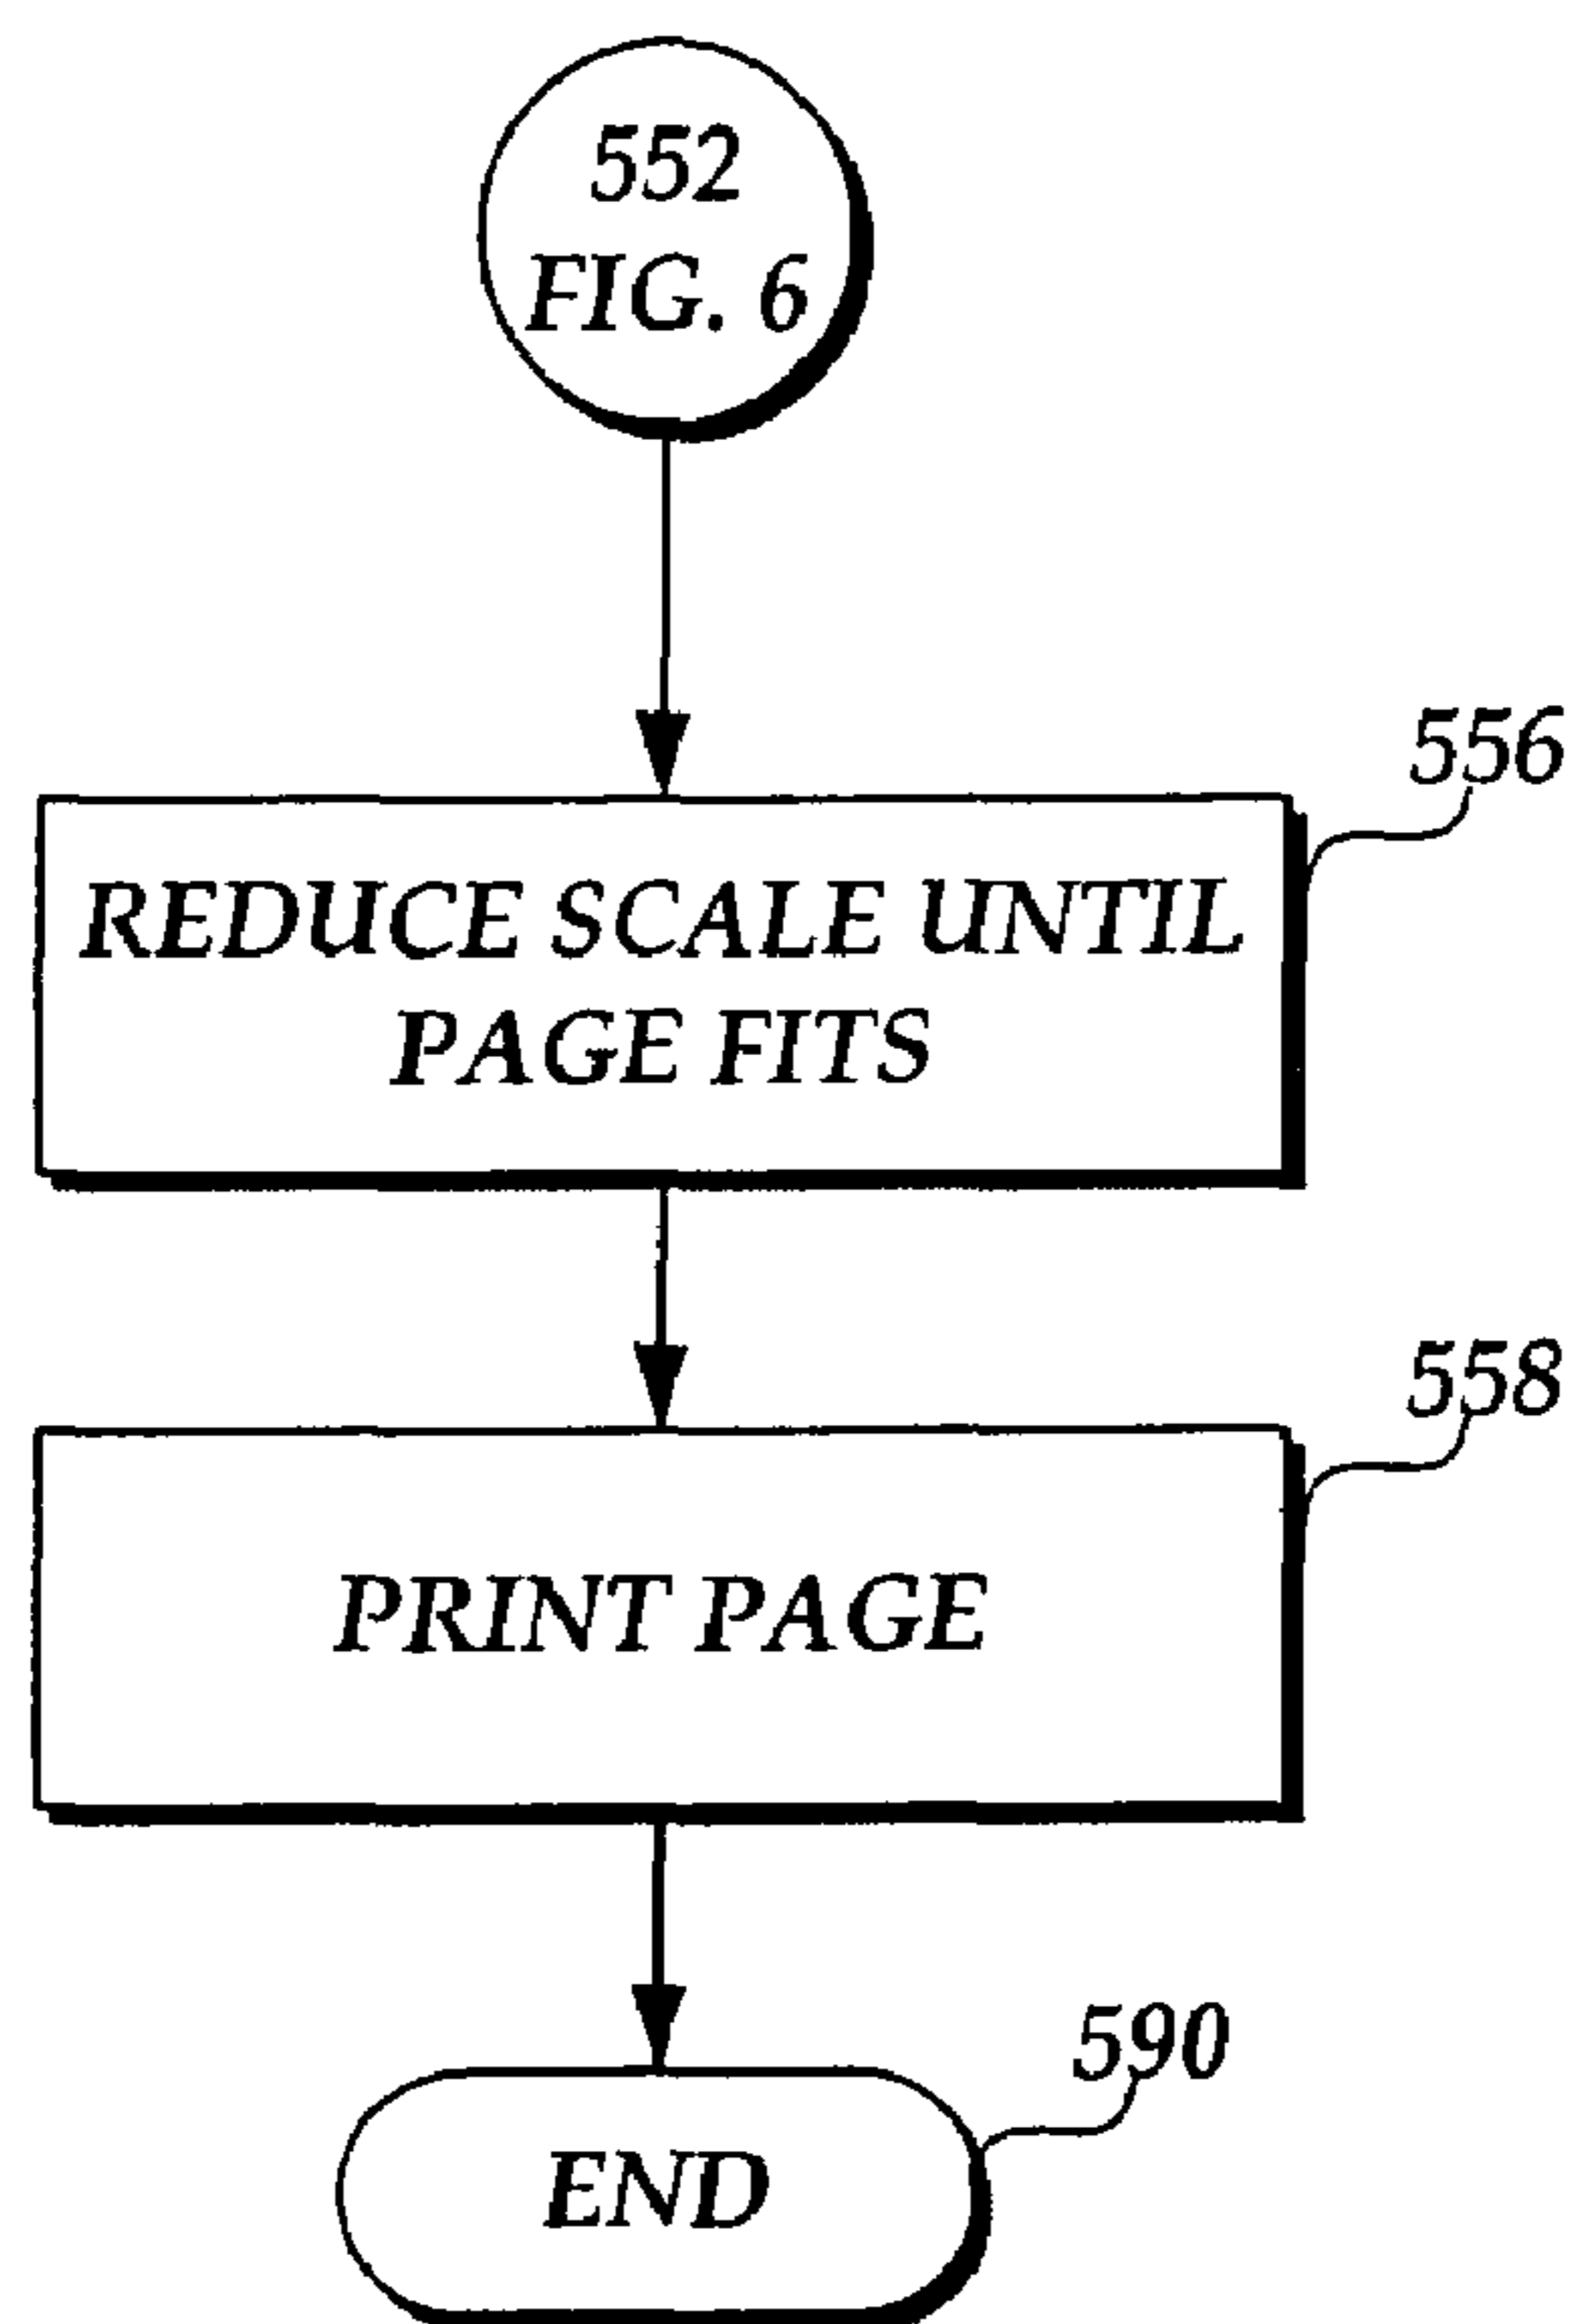 552
FIG. 6
556
REDUCE SCALE UNTIL
PAGE FITS
558
PRINT PAGE
590
END